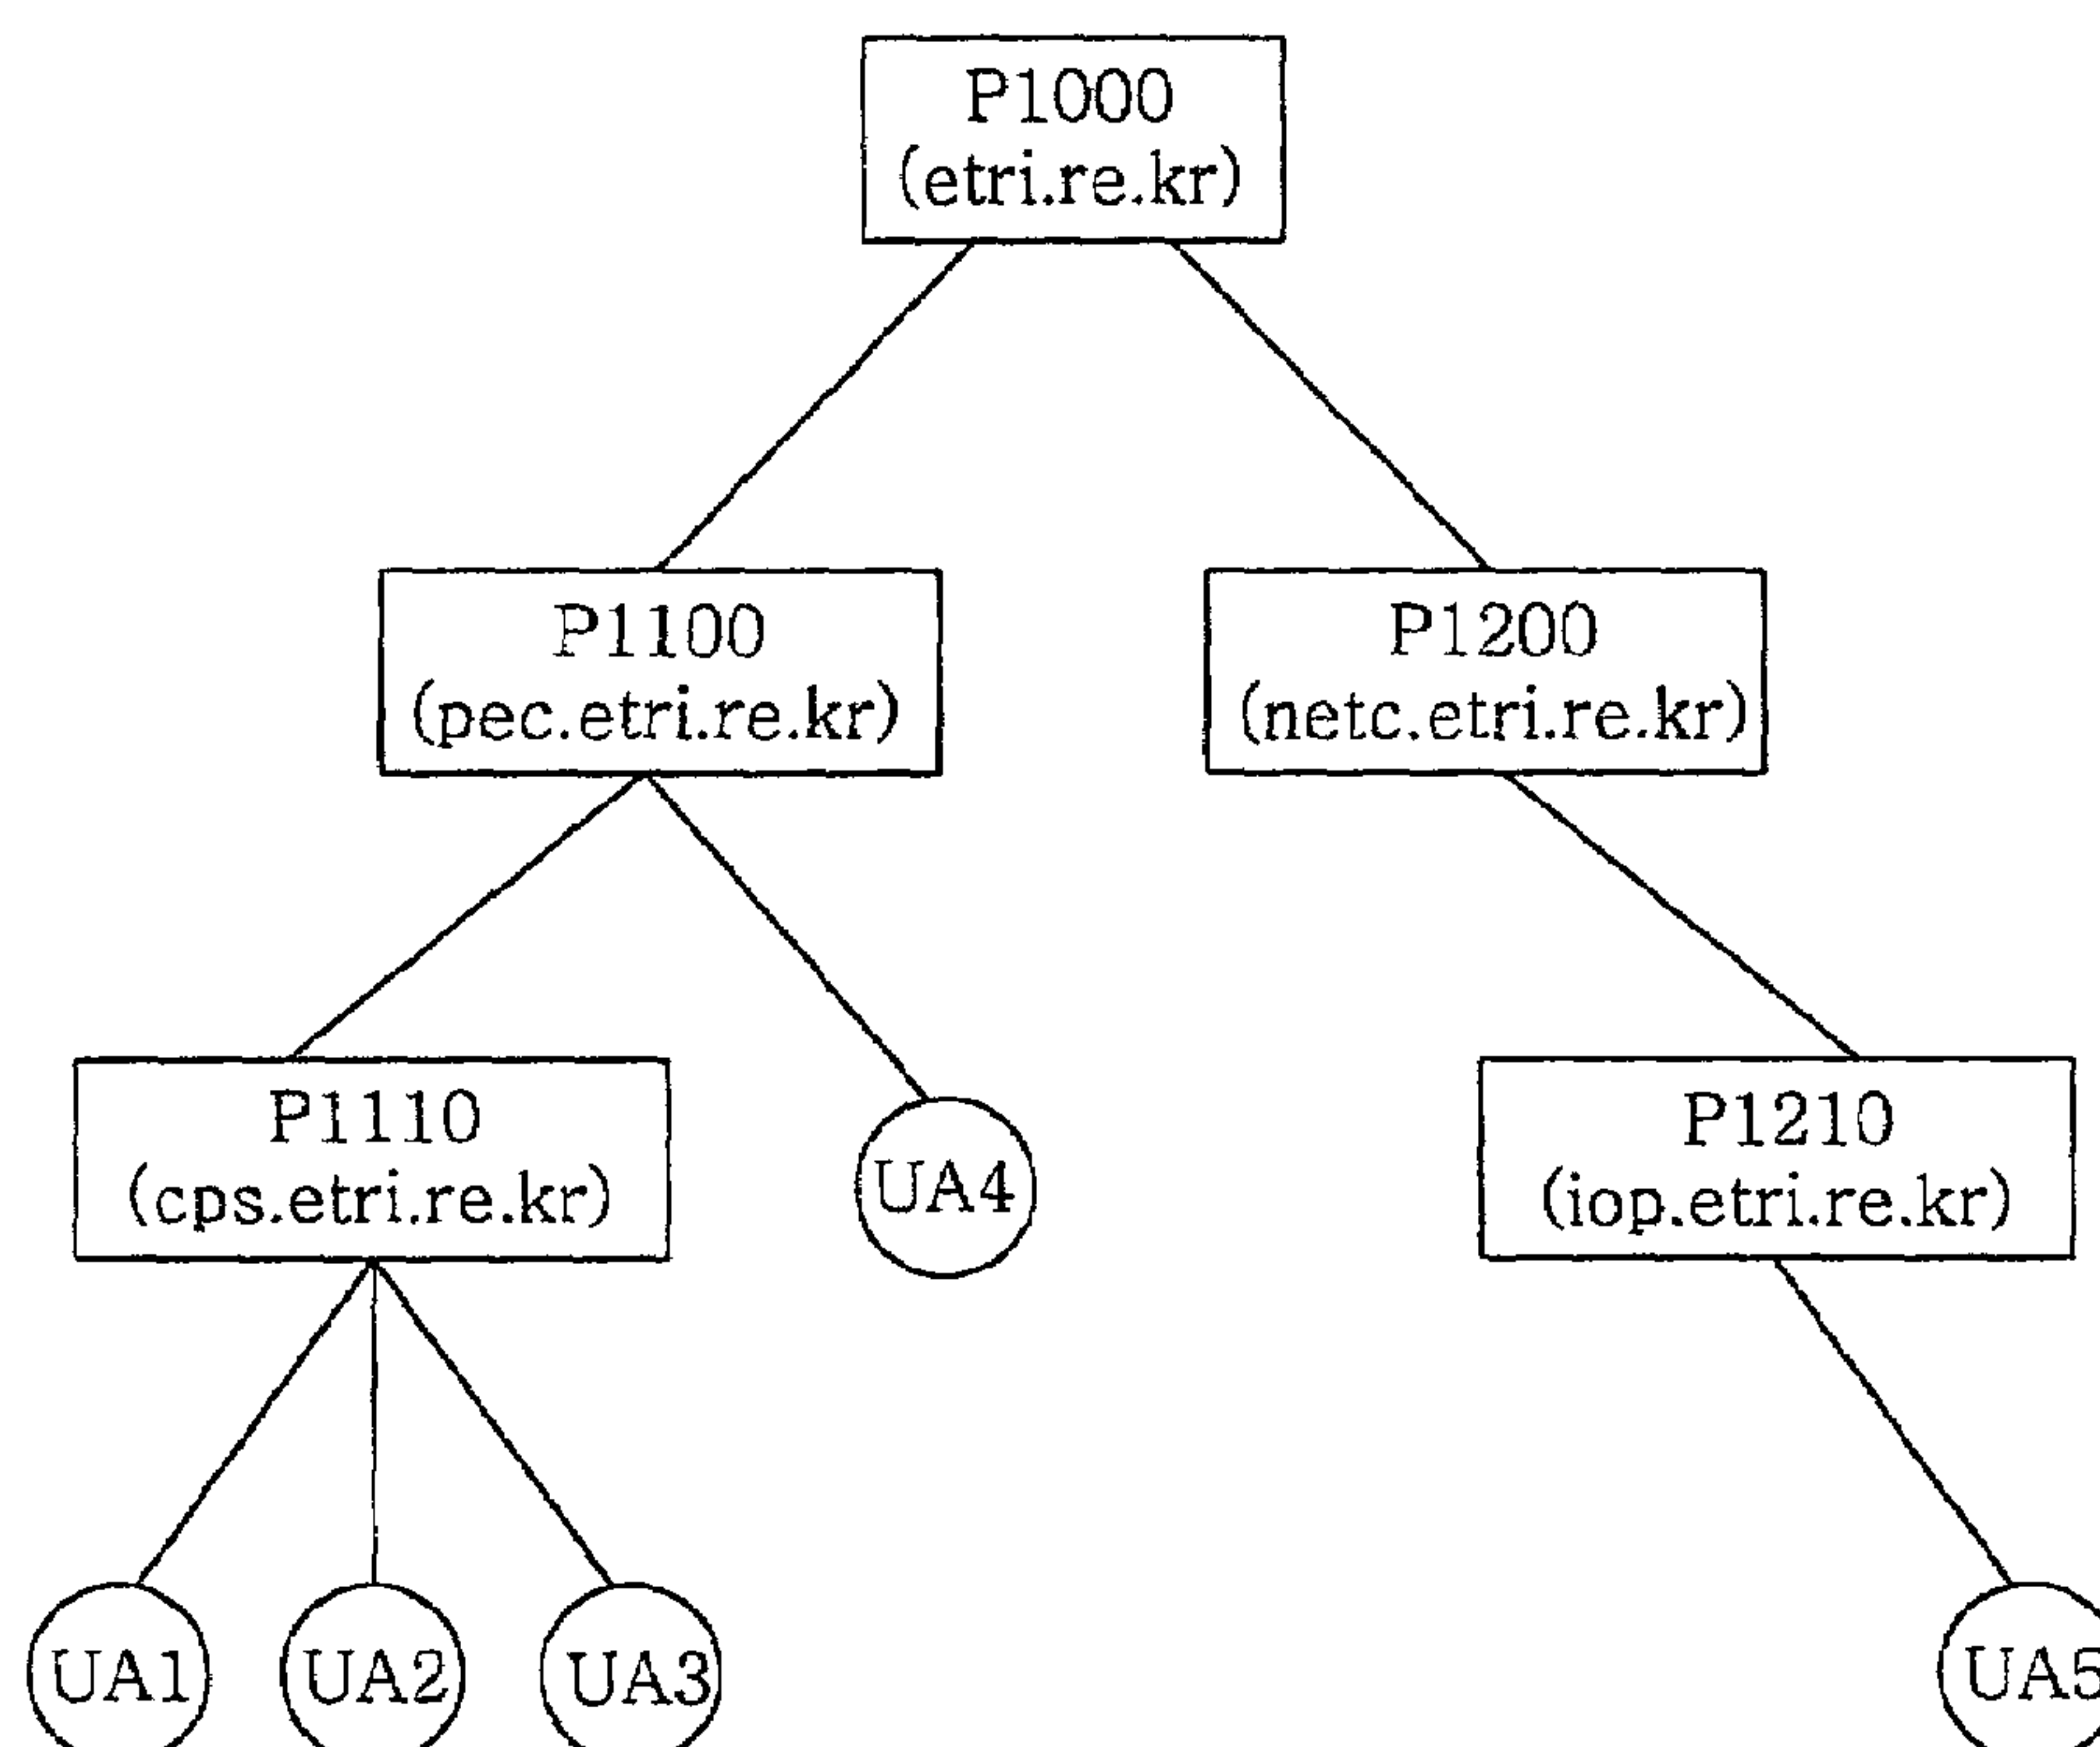 P1000
(etri.re.kr)
P1100
(pec.etri.re.kr)
P1200
(netc.etri.re.kr)
P1110
(cps.etri.re.kr)
UA4
P1210
(iop.etri.re.kr)
UA1
UA2
UA3
UA5